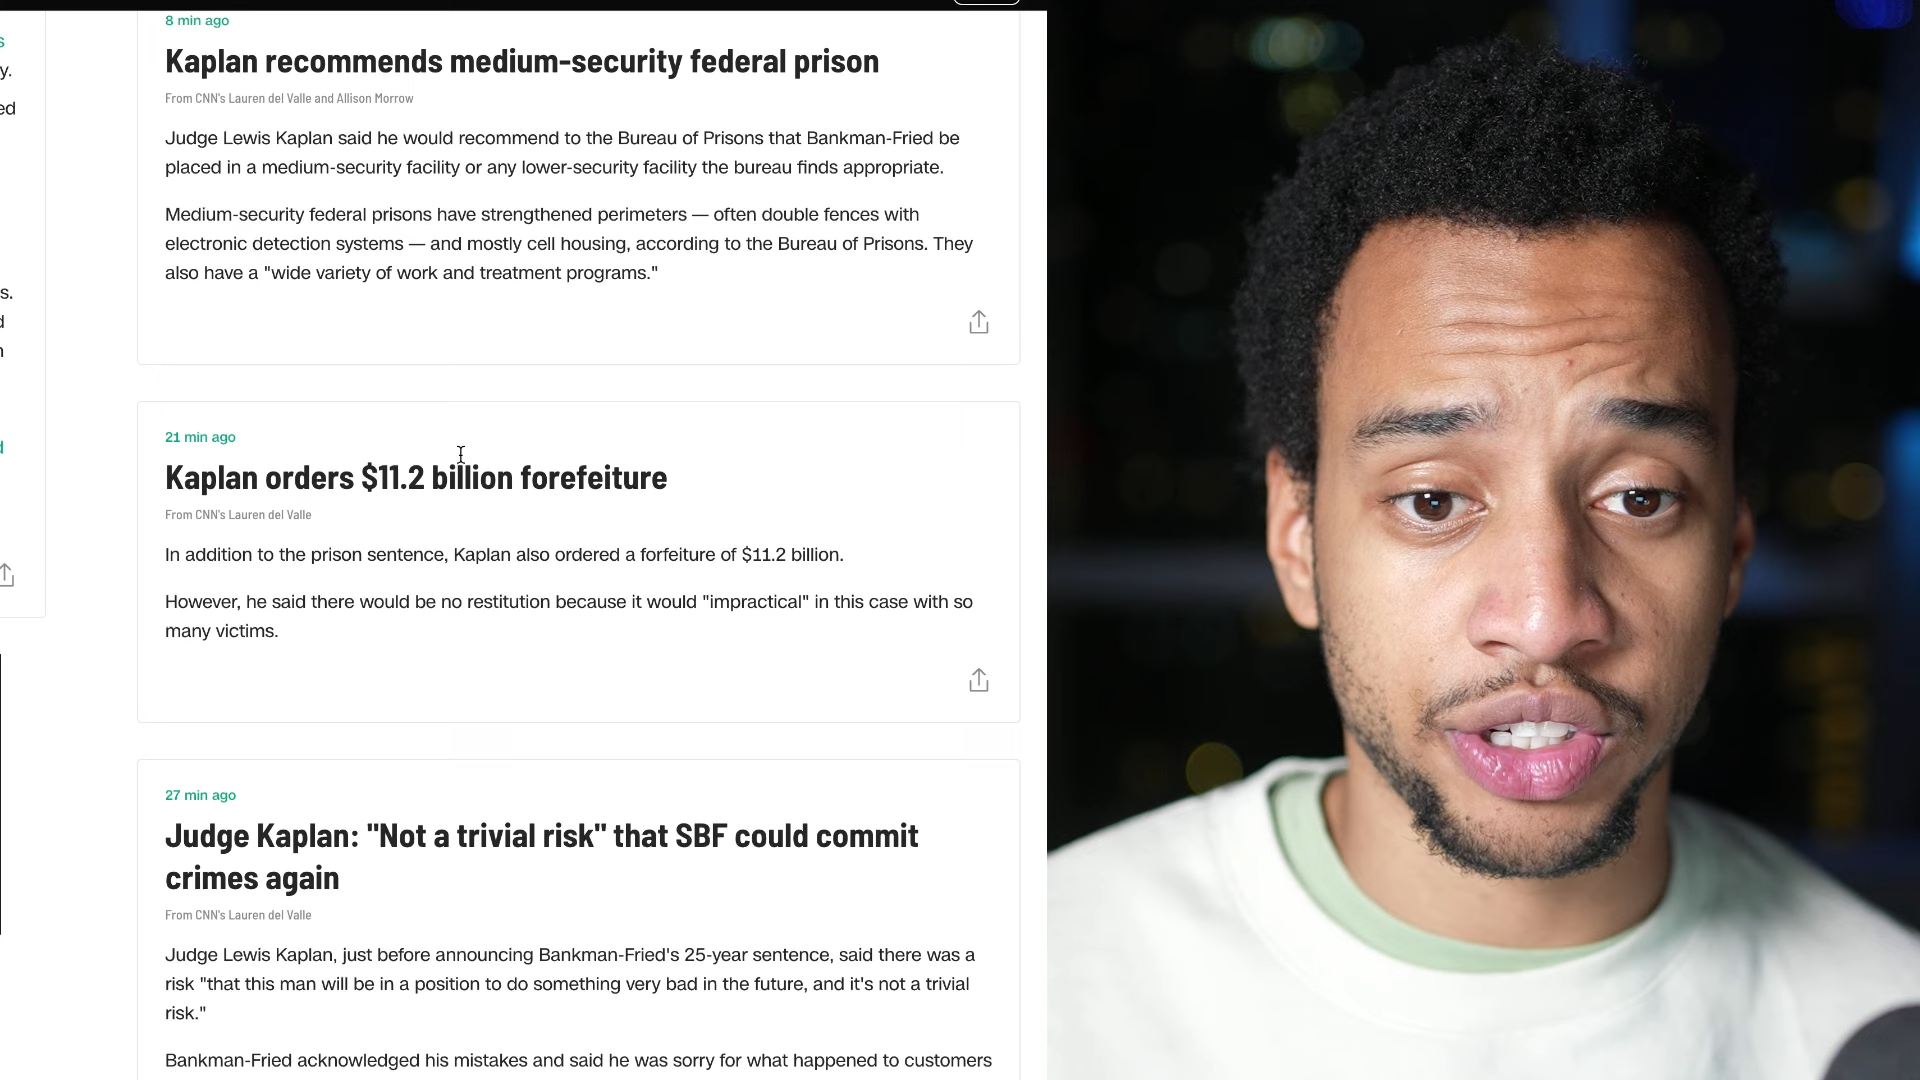 s
y.
ed
s.
d
n
d
8 min ago
Kaplan recommends medium-security federal prison
From CNN's Lauren del Valle and Allison Morrow
Judge Lewis Kaplan said he would recommend to the Bureau of Prisons that Bankman-Fried be
placed in a medium-security facility or any lower-security facility the bureau finds appropriate.
Medium-security federal prisons have strengthened perimeters — often double fences with
electronic detection systems — and mostly cell housing, according to the Bureau of Prisons. They
also have a "wide variety of work and treatment programs."
21 min ago
Kaplan orders $11.2 billion forefeiture
From CNN's Lauren del Valle
In addition to the prison sentence, Kaplan also ordered a forfeiture of $11.2 billion.
However, he said there would be no restitution because it would "impractical" in this case with so
many victims.
27 min ago
Judge Kaplan: "Not a trivial risk" that SBF could commit
crimes again
From CNN's Lauren del Valle
Judge Lewis Kaplan, just before announcing Bankman-Fried's 25-year sentence, said there was a
risk "that this man will be in a position to do something very bad in the future, and it's not a trivial
risk."
Bankman-Fried acknowledged his mistakes and said he was sorry for what happened to customers